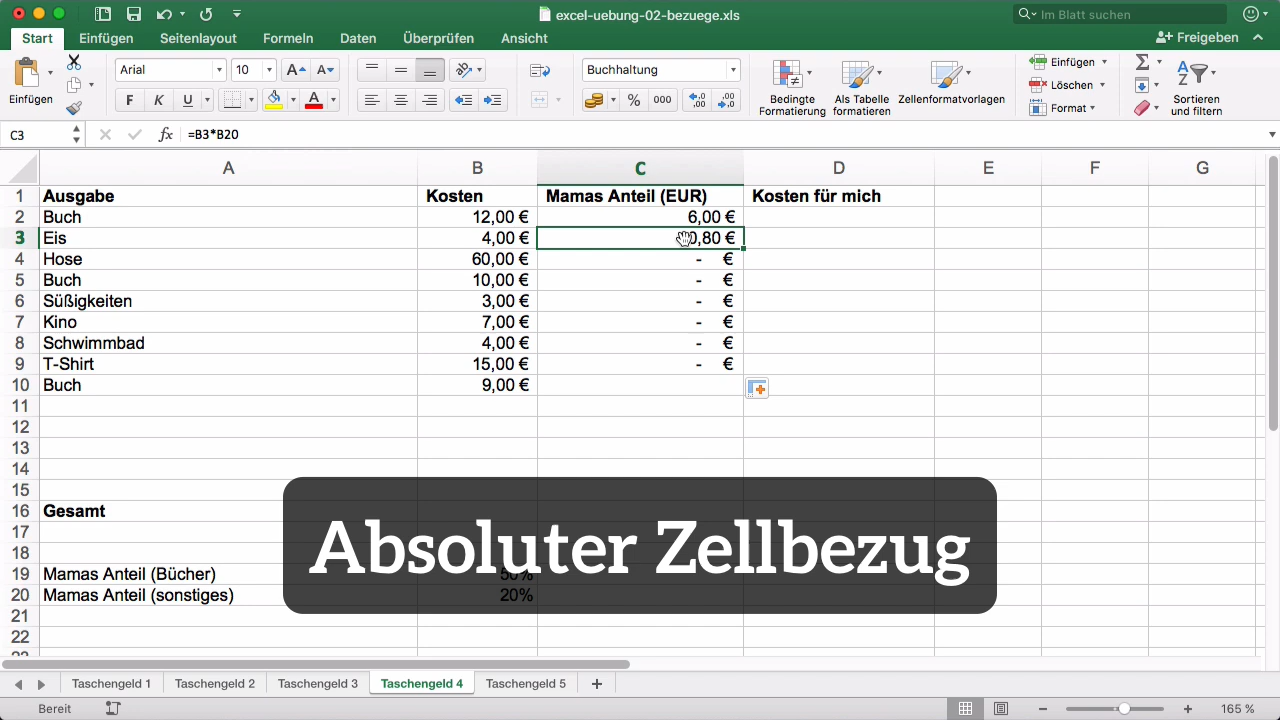 excel-uebung-02-bezuege.xls
Im Blatt suchen
Start Einfügen Seitenlayout Formeln Daten Überprüfen Ansicht
Freigeben
Einfügen
Arial 10
F K U
Buchhaltung
% 000
Bedingte Formatierung
Als Tabelle formatieren
Zellenformatvorlagen
Einfügen
Löschen
Format
Sortieren und filtern
C3 fx =B3*B20
A B C D E F G
1 Ausgabe Kosten Mamas Anteil (EUR) Kosten für mich
2 Buch 12,00 € 6,00 €
3 Eis 4,00 € 0,80 €
4 Hose 60,00 € - €
5 Buch 10,00 € - €
6 Süßigkeiten 3,00 € - €
7 Kino 7,00 € - €
8 Schwimmbad 4,00 € - €
9 T-Shirt 15,00 € - €
10 Buch 9,00 €
11
12
13
14
15
16 Gesamt
17
Absoluter Zellbezug
18
19 Mamas Anteil (Bücher) 50%
20 Mamas Anteil (sonstiges) 20%
21
22
Taschengeld 1 Taschengeld 2 Taschengeld 3 Taschengeld 4 Taschengeld 5 +
Bereit 165 %